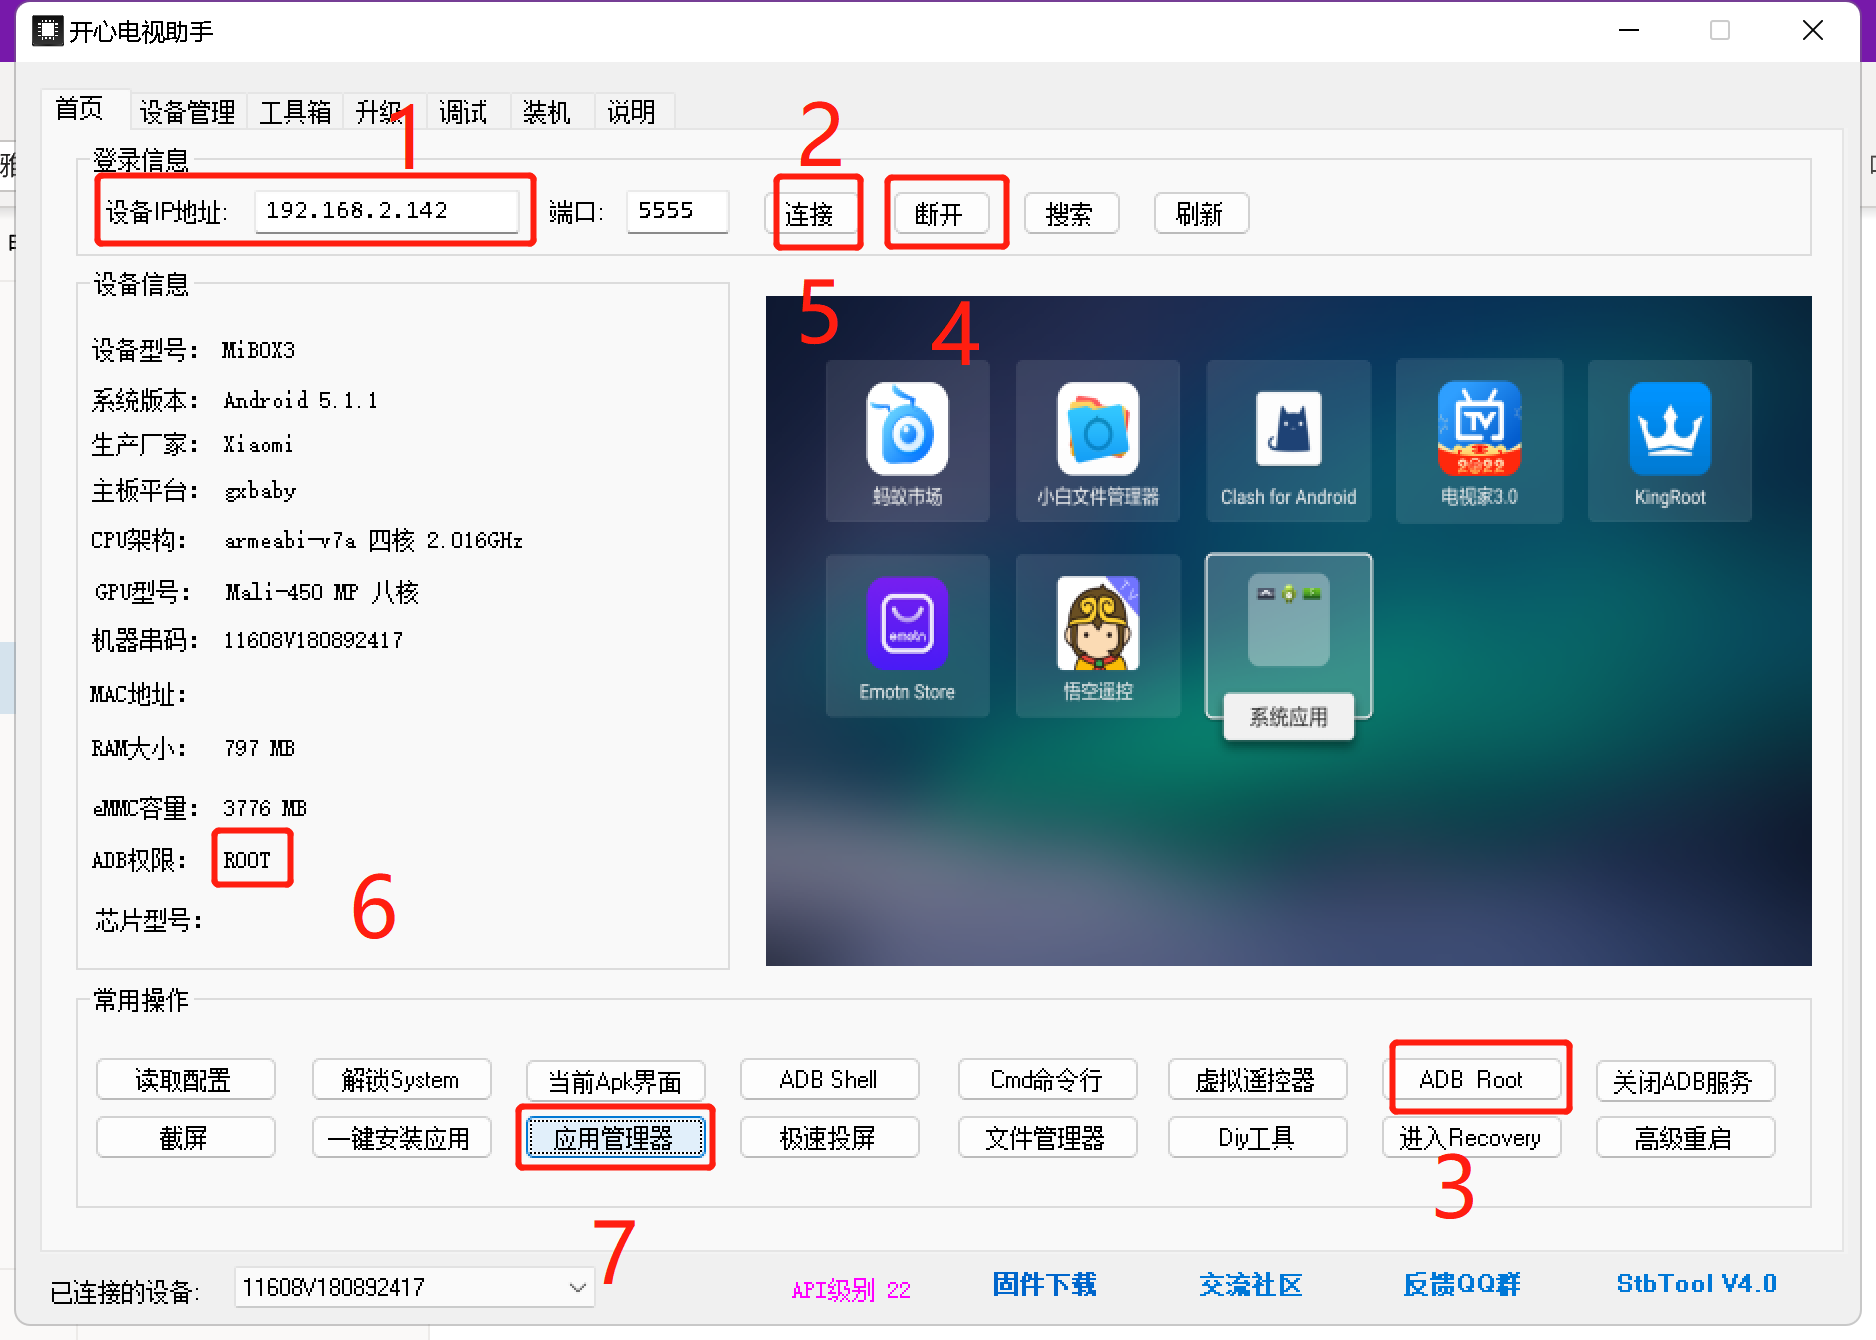 开心电视助手
首页 设备管理 工具箱 升级 调试 装机 说明
1 2
登录信息
设备IP地址: 192.168.2.142 端口: 5555 连接 断开 搜索 刷新
5 4
设备信息
设备型号: MiBOX3
系统版本: Android 5.1.1
生产厂家: Xiaomi
主板平台: gxbaby
CPU架构: armeabi-v7a 四核 2.016GHz
GPU型号: Mali-450 MP 八核
机器串码: 11608V180892417
MAC地址:
RAM大小: 797 MB
eMMC容量: 3776 MB
ADB权限: ROOT
6
芯片型号:
蚂蚁市场 小白文件管理器 Clash for Android 电视家3.0 KingRoot
TV
2022
emotn
TV
Emotn Store 悟空遥控 系统应用
常用操作
读取配置 解锁System 当前Apk界面 ADB Shell Cmd命令行 虚拟遥控器 ADB Root 关闭ADB服务
截屏 一键安装应用 应用管理器 极速投屏 文件管理器 Diy工具 进入Recovery 高级重启
3
7
已连接的设备: 11608V180892417 API级别 22 固件下载 交流社区 反馈QQ群 StbTool V4.0